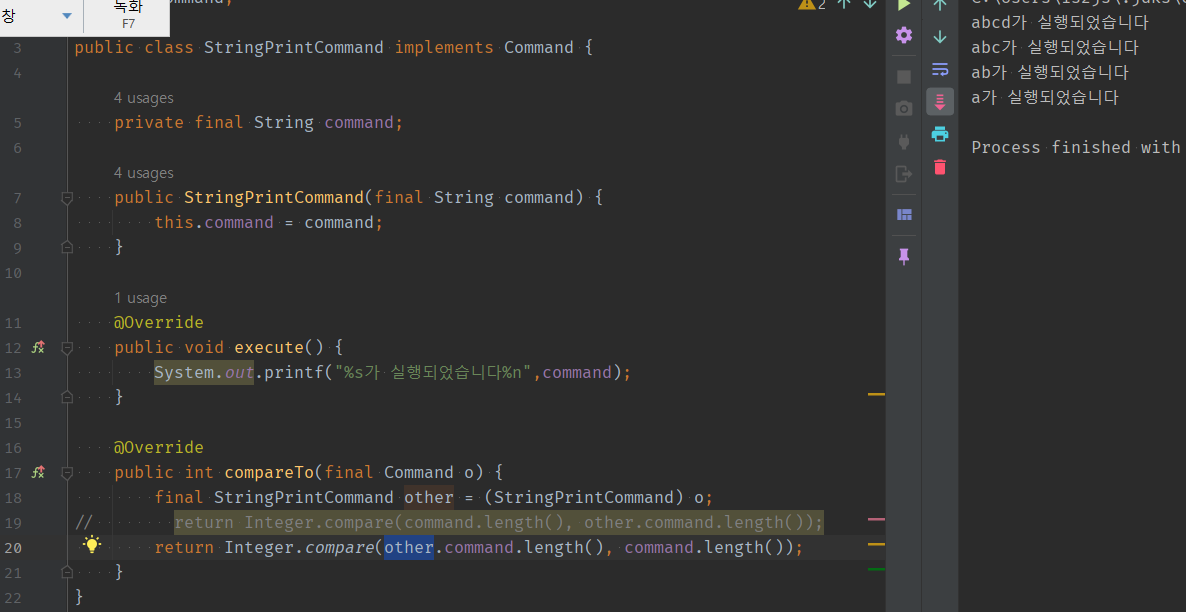 창
녹화
F7
2
3 public class StringPrintCommand implements Command {
4
4 usages
5 private final String command;
6
4 usages
7 public StringPrintCommand(final String command) {
8 this.command = command;
9 }
10
1 usage
11 @Override
12 public void execute() {
13 System.out.printf("%s가 실행되었습니다%n",command);
14 }
15
16 @Override
17 public int compareTo(final Command o) {
18 final StringPrintCommand other = (StringPrintCommand) o;
19 // return Integer.compare(command.length(), other.command.length());
20 return Integer.compare(other.command.length(), command.length());
21 }
22 }
abcd가 실행되었습니다
abc가 실행되었습니다
ab가 실행되었습니다
a가 실행되었습니다
Process finished with